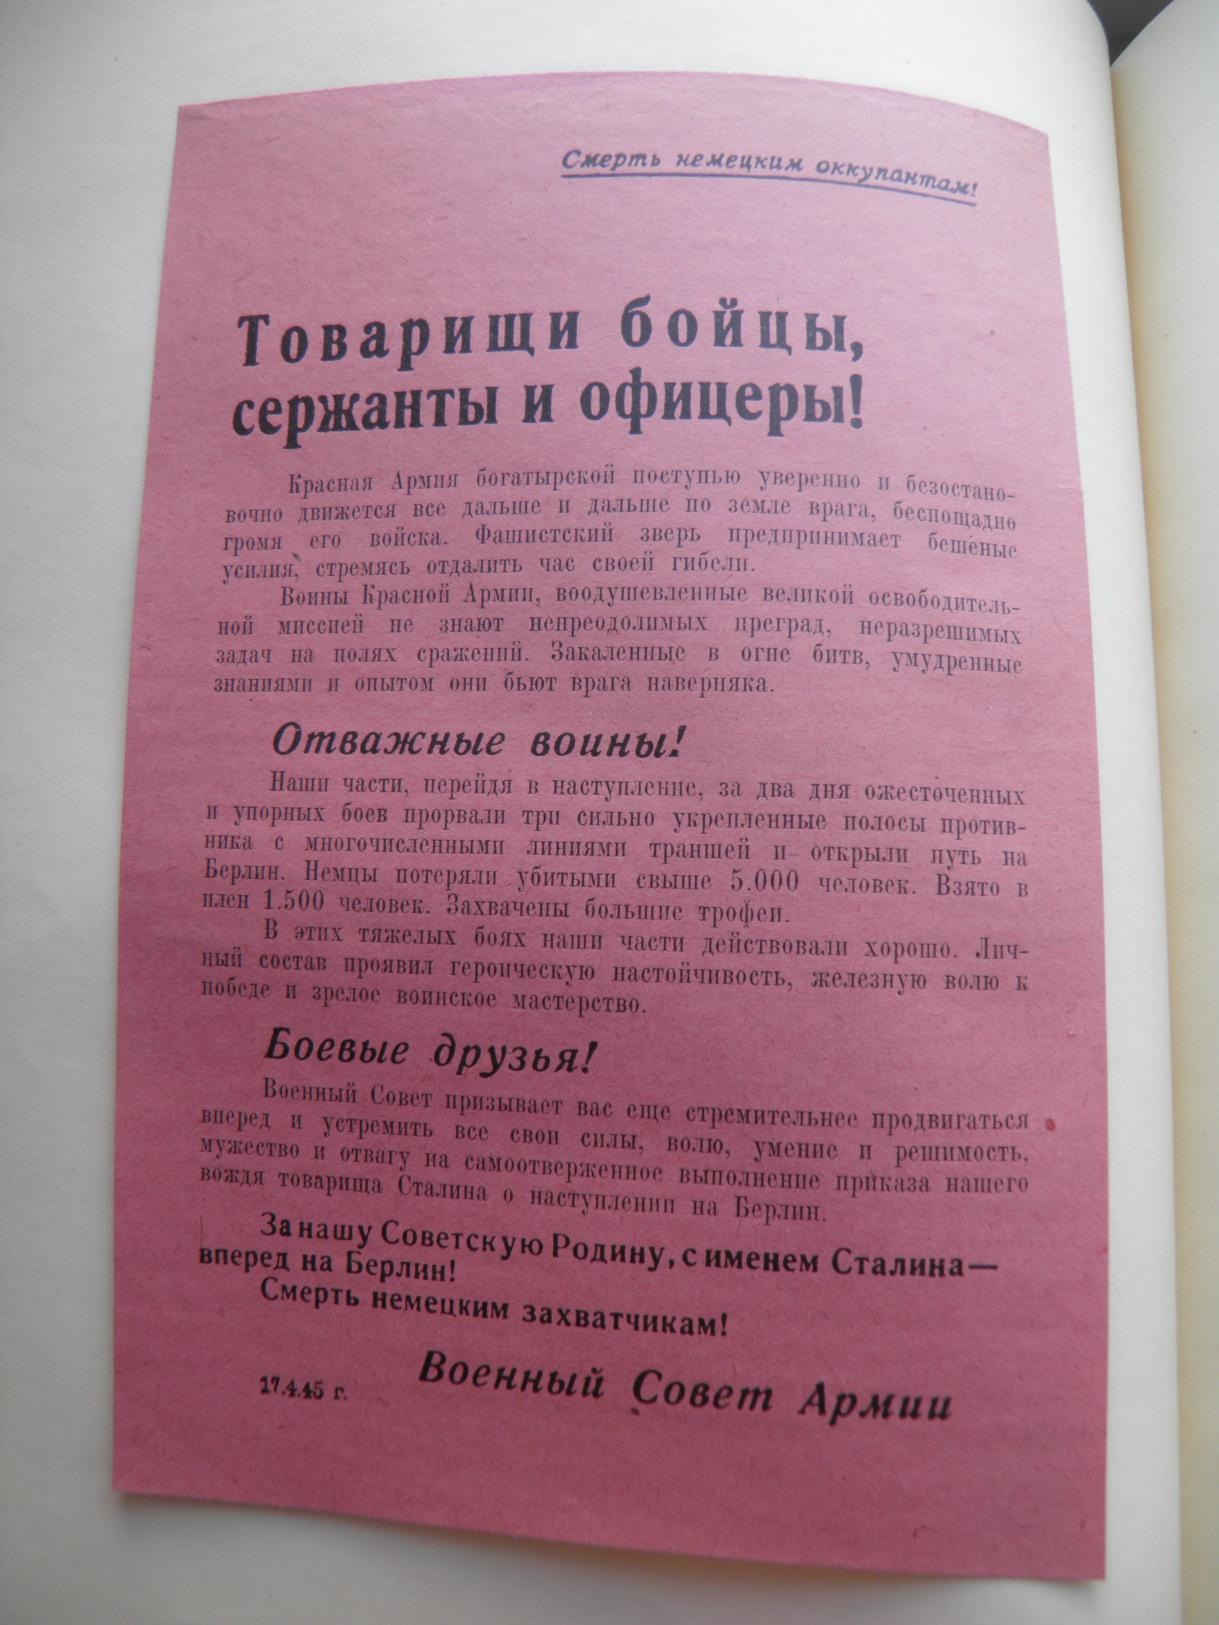 Смерть немецким оккупантам!
Товарищи бойцы,
сержанты и офицеры!
Красная Армия богатырской поступью уверенно и безостано-
вочно движется все дальше и дальше по земле врага, беспощадно
громя его войска. Фашистский зверь предпринимает бешеные
усилия, стремясь отдалить час своей гибели.
Воины Красной Армии, воодушевленные великой освободитель-
ной миссией не знают непреодолимых преград, неразрешимых
задач на полях сражений. Закаленные в огне битв, умудренные
знаниями и опытом они бьют врага наверняка.
Отважные воины!
Наши части, перейдя в наступление, за два дня ожесточенных
и упорных боев прорвали три сильно укрепленные полосы против-
ника с многочисленными линиями траншей и открыли путь на
Берлин. Немцы потеряли убитыми свыше 5.000 человек. Взято в
плен 1.500 человек. Захвачены большие трофеи.
В этих тяжелых боях наши части действовали хорошо. Лич-
ный состав проявил героическую настойчивость, железную волю к
победе и зрелое воинское мастерство.
Боевые друзья!
Военный Совет призывает вас еще стремительнее продвигаться
вперед и устремить все свои силы, волю, умение и решимость,
мужество и отвагу на самоотверженное выполнение приказа нашего
вождя товарища Сталина о наступлении на Берлин.
За нашу Советскую Родину, с именем Сталина—
вперед на Берлин!
Смерть немецким захватчикам!
Военный Совет Армии
17.4.45 г.